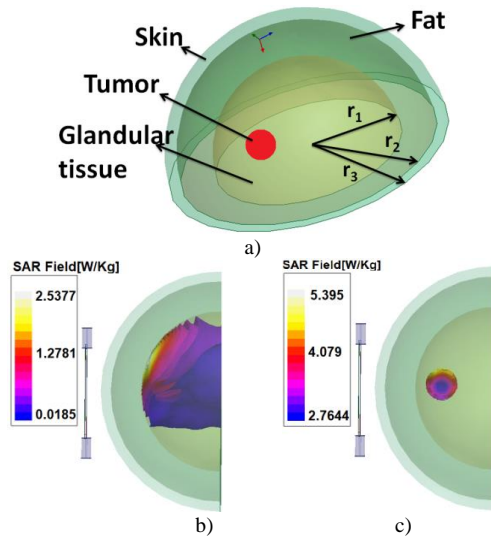 Skin
Fat
Tumor
Glandular
tissue
r1
r2
r3
a)
SAR Field[W/Kg]
2.5377
1.2781
0.0185
b)
SAR Field[W/Kg]
5.395
4.079
2.7644
c)